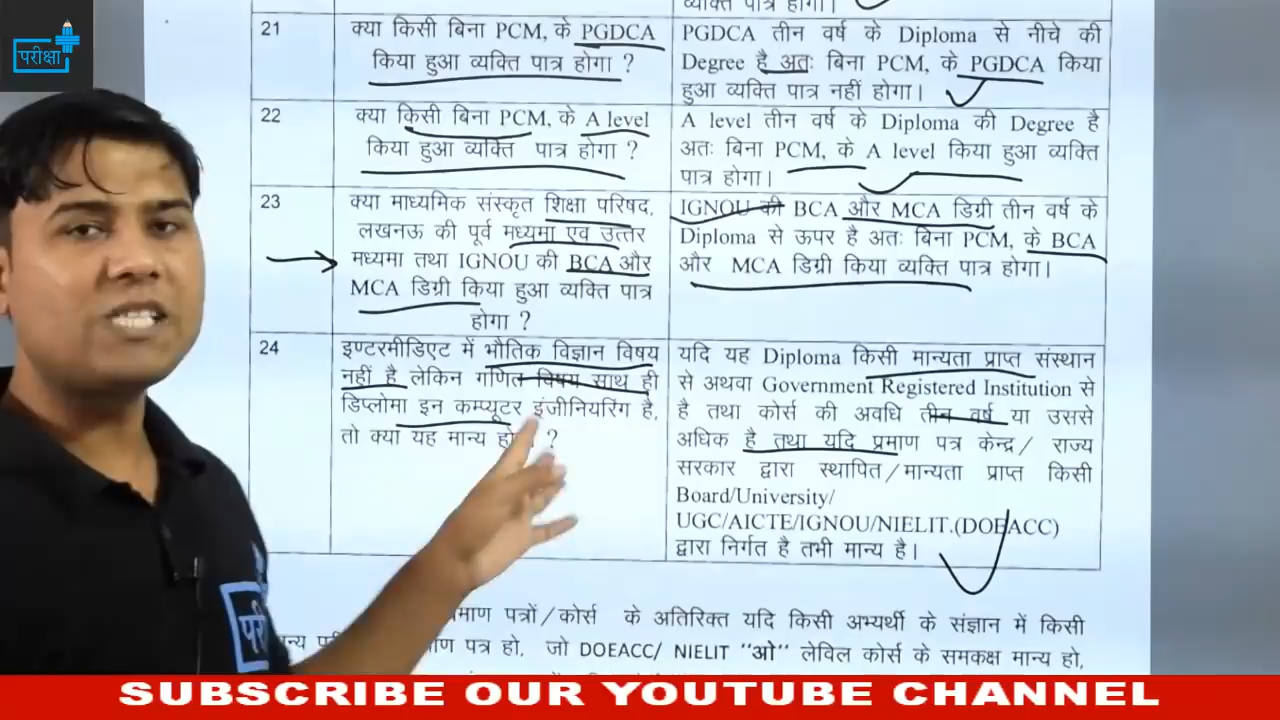 परीक्षा
21
क्या किसी बिना PCM, के PGDCA
किया हुआ व्यक्ति पात्र होगा ?
PGDCA तीन वर्ष के Diploma से नीचे की
Degree है अतः बिना PCM, के PGDCA किया
हुआ व्यक्ति पात्र नहीं होगा।
22
क्या किसी बिना PCM, के A level
किया हुआ व्यक्ति पात्र होगा ?
A level तीन वर्ष के Diploma की Degree है
अतः बिना PCM, के A level किया हुआ व्यक्ति
पात्र होगा।
23
क्या माध्यमिक संस्कृत शिक्षा परिषद,
लखनऊ की पूर्व मध्यमा एव उत्तर
मध्यमा तथा IGNOU की BCA और
MCA डिग्री किया हुआ व्यक्ति पात्र
होगा ?
IGNOU की BCA और MCA डिग्री तीन वर्ष के
Diploma से ऊपर है अतः बिना PCM, के BCA
और MCA डिग्री किया व्यक्ति पात्र होगा।
24
इण्टरमीडिएट में भौतिक विज्ञान विषय
नहीं है लेकिन गणित विषय साथ ही
डिप्लोमा इन कम्प्यूटर इंजीनियरिंग है,
तो क्या यह मान्य ?
यदि यह Diploma किसी मान्यता प्राप्त संस्थान
से अथवा Government Registered Institution से
है तथा कोर्स की अवधि तीन वर्ष या उससे
अधिक है तथा यदि प्रमाण पत्र केन्द्र/ राज्य
सरकार द्वारा स्थापित/मान्यता प्राप्त किसी
Board/University/
UGC/AICTE/IGNOU/NIELIT.(DOEACC)
द्वारा निर्गत है तभी मान्य है।
पत्रों/कोर्स के अतिरिक्त यदि किसी अभ्यर्थी के संज्ञान में किसी
पत्र हो, जो DOEACC/ NIELIT "ओ" लेविल कोर्स के समकक्ष मान्य हो,
SUBSCRIBE OUR YOUTUBE CHANNEL